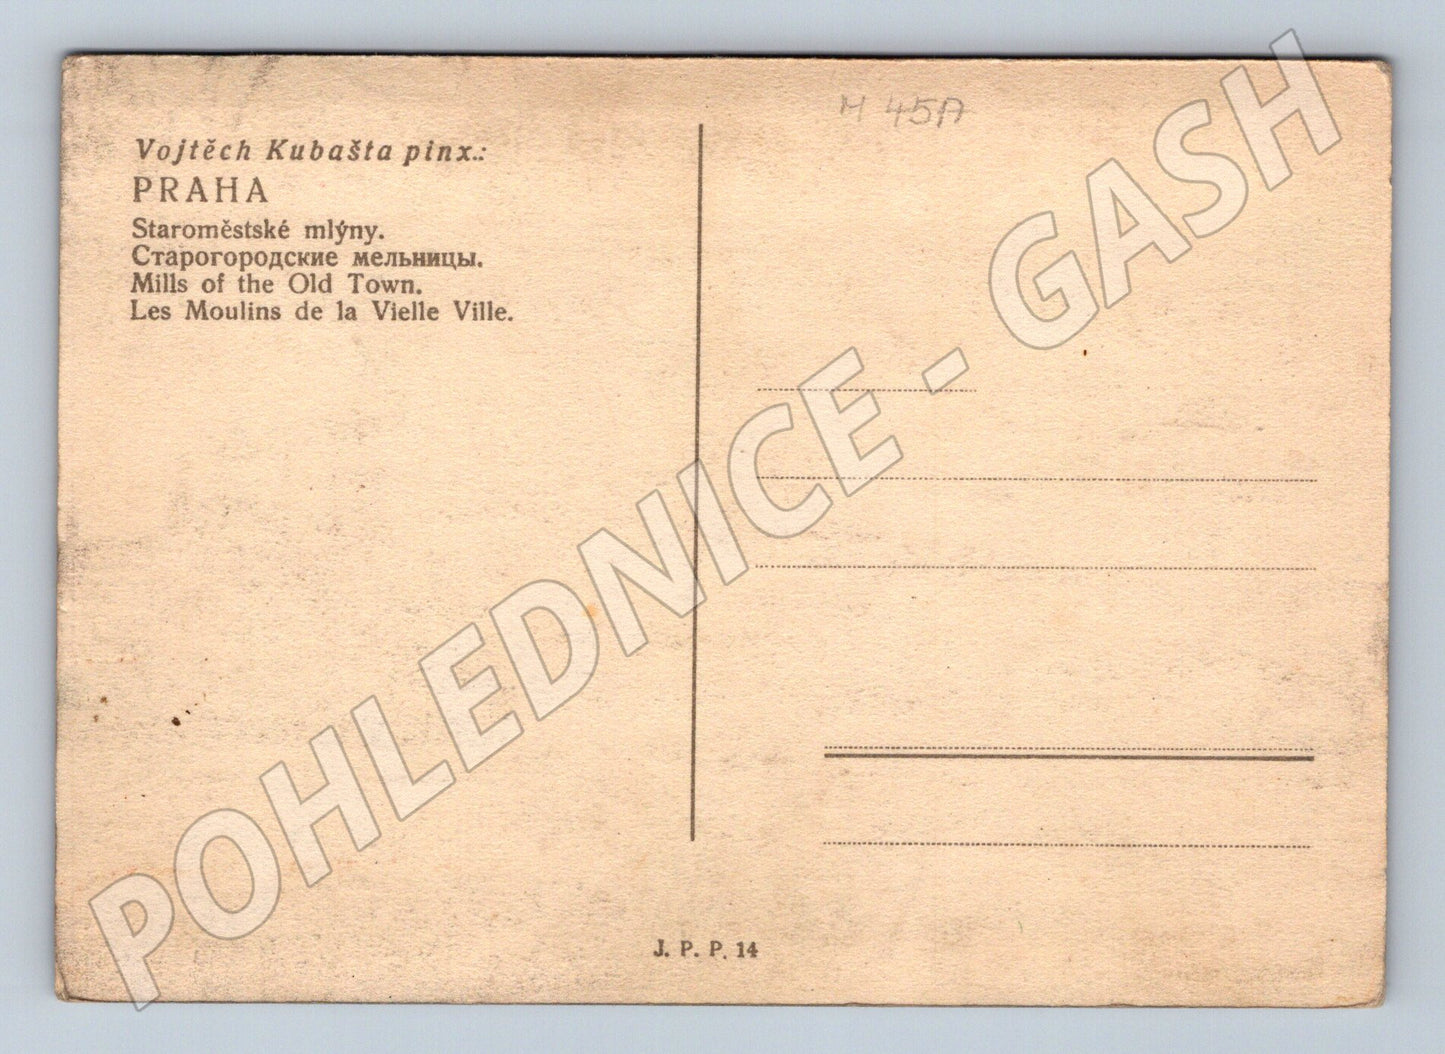 Vojtěch Kubašta pinx.:
PRAHA
Staroměstské mlýny.
Старогородские мельницы.
Mills of the Old Town.
Les Moulins de la Vielle Ville.
H 45A
J. P. P. 14
POHLEDNICE - GASH